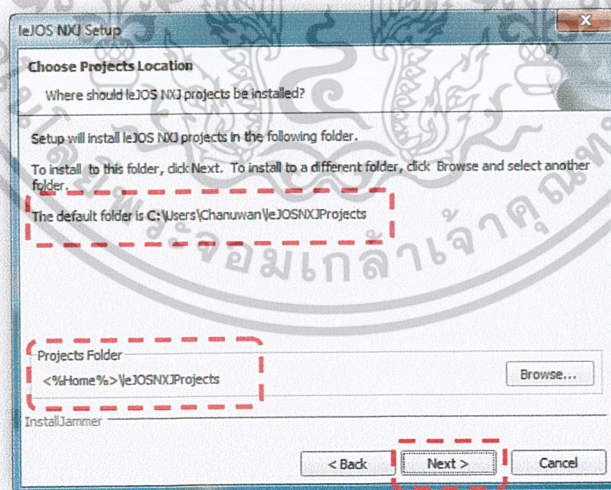 leJOS NXJ Setup
Choose Projects Location
Where should leJOS NXJ projects be installed?
Setup will install leJOS NXJ projects in the following folder.
To install to this folder, click Next. To install to a different folder, click Browse and select another
folder.
The default folder is C:\Users\Chanuwan\leJOSNXJProjects
Projects Folder
<%Home%>\leJOSNXJProjects
Browse...
InstallJammer
< Back
Next >
Cancel